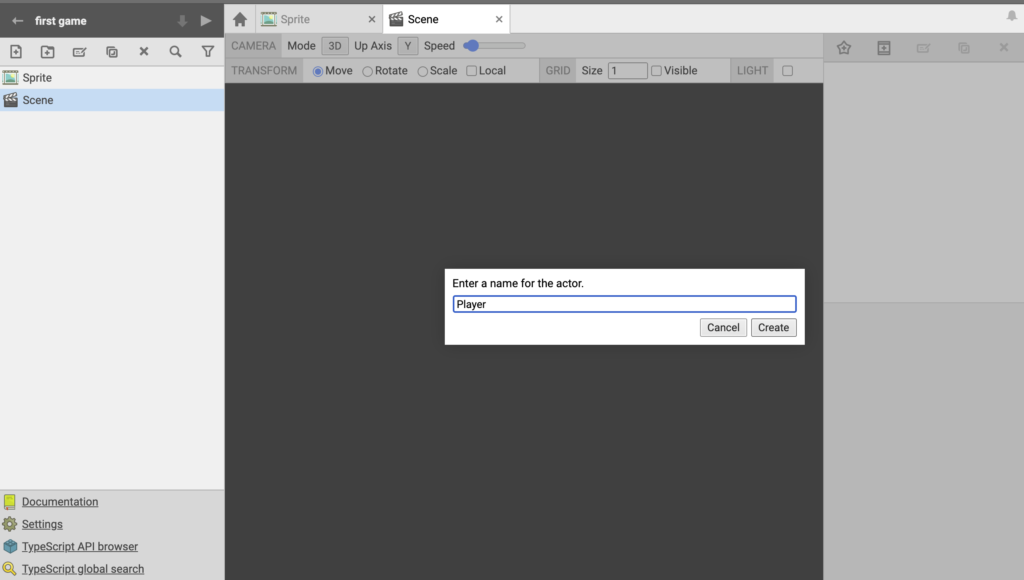 first game
Sprite
Scene
CAMERA Mode 3D Up Axis Y Speed
TRANSFORM Move Rotate Scale Local GRID Size 1 Visible LIGHT
Sprite
Scene
Enter a name for the actor.
Player
Cancel Create
Documentation
Settings
TypeScript API browser
TypeScript global search